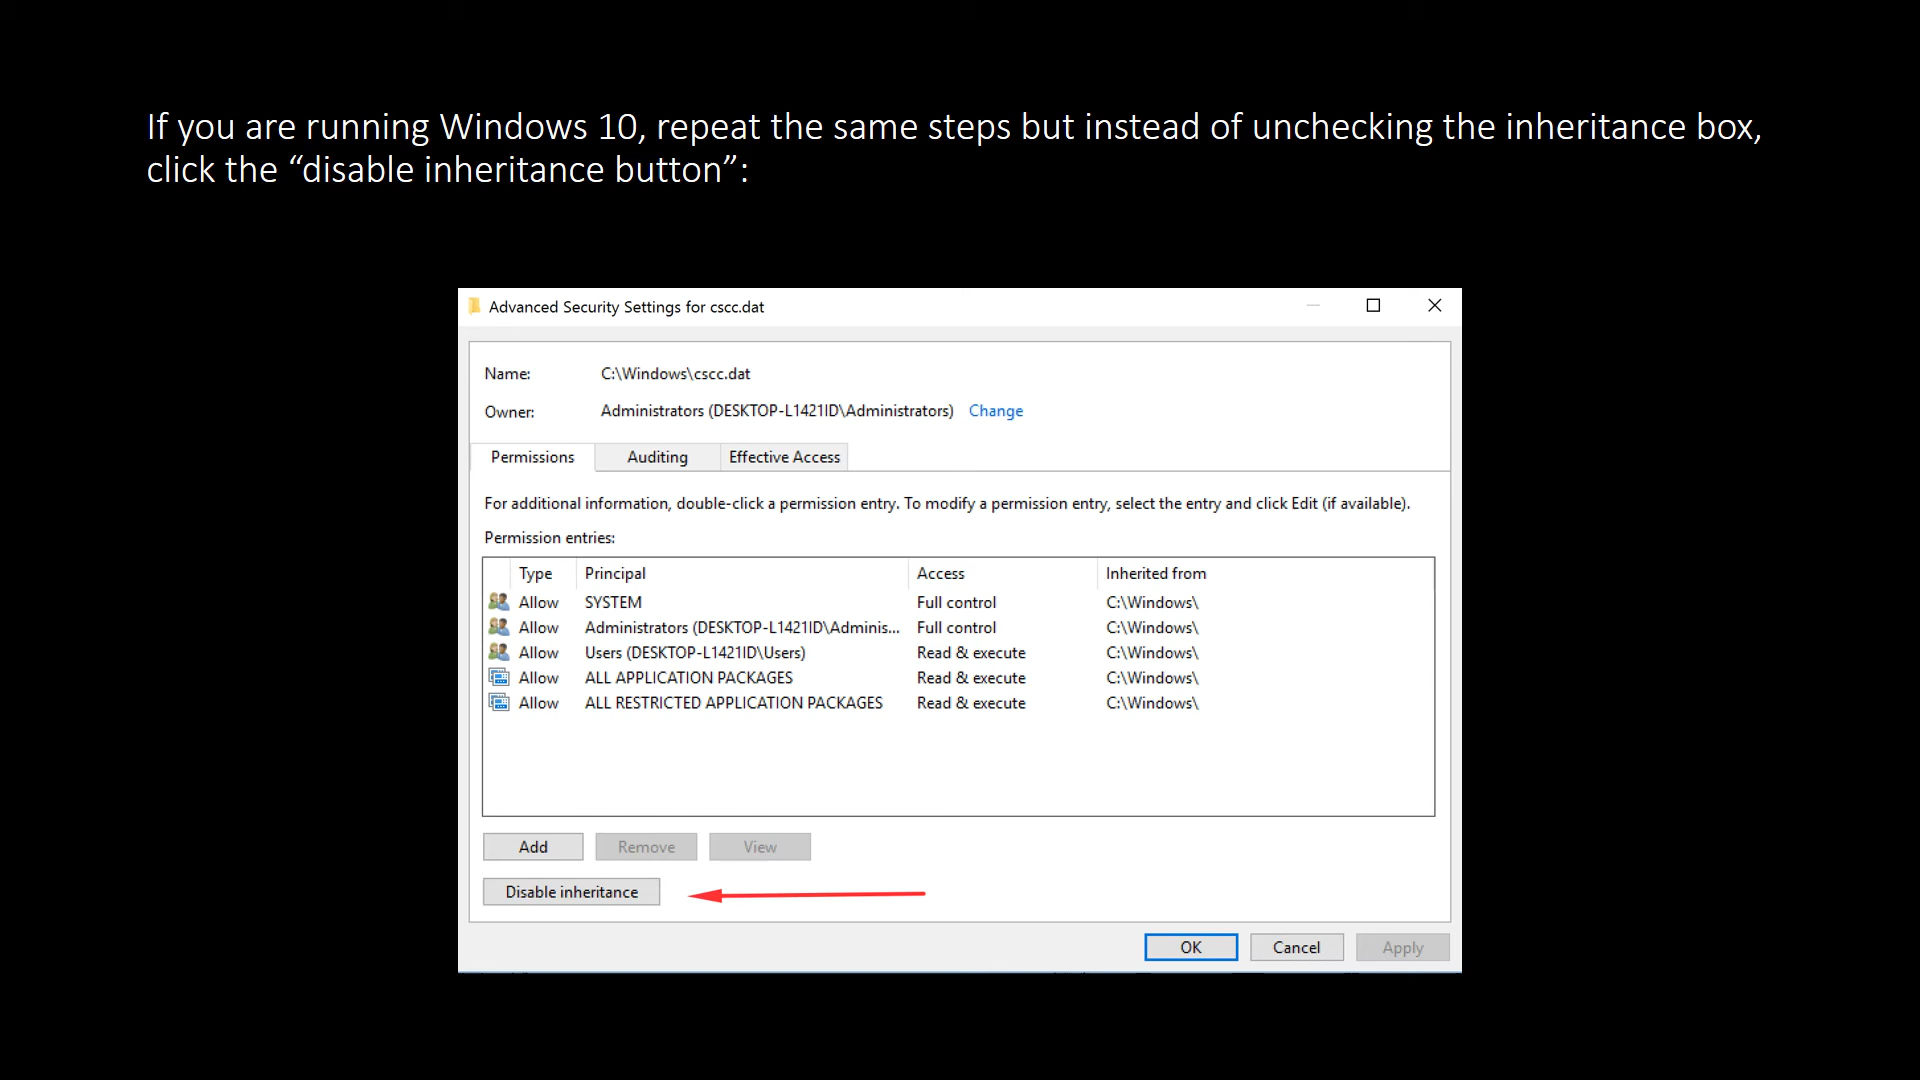 If you are running Windows 10, repeat the same steps but instead of unchecking the inheritance box,
click the “disable inheritance button”:
Advanced Security Settings for cscc.dat
Name: C:\Windows\cscc.dat
Owner: Administrators (DESKTOP-L1421ID\Administrators) Change
Permissions Auditing Effective Access
For additional information, double-click a permission entry. To modify a permission entry, select the entry and click Edit (if available).
Permission entries:
Type Principal Access Inherited from
Allow SYSTEM Full control C:\Windows\
Allow Administrators (DESKTOP-L1421ID\Adminis... Full control C:\Windows\
Allow Users (DESKTOP-L1421ID\Users) Read & execute C:\Windows\
Allow ALL APPLICATION PACKAGES Read & execute C:\Windows\
Allow ALL RESTRICTED APPLICATION PACKAGES Read & execute C:\Windows\
Add Remove View
Disable inheritance
OK Cancel Apply